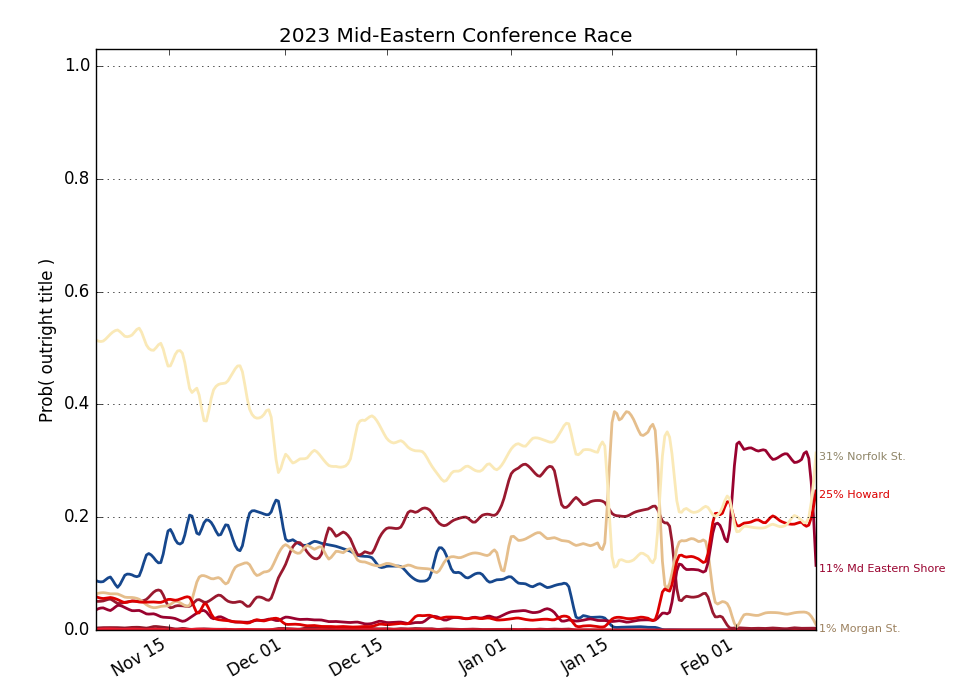 2023 Mid-Eastern Conference Race
1.0
0.8
0.6
0.4
0.2
0.0
Prob( outright title )
31% Norfolk St.
25% Howard
11% Md Eastern Shore
1% Morgan St.
Nov 15
Dec 01
Dec 15
Jan 01
Jan 15
Feb 01